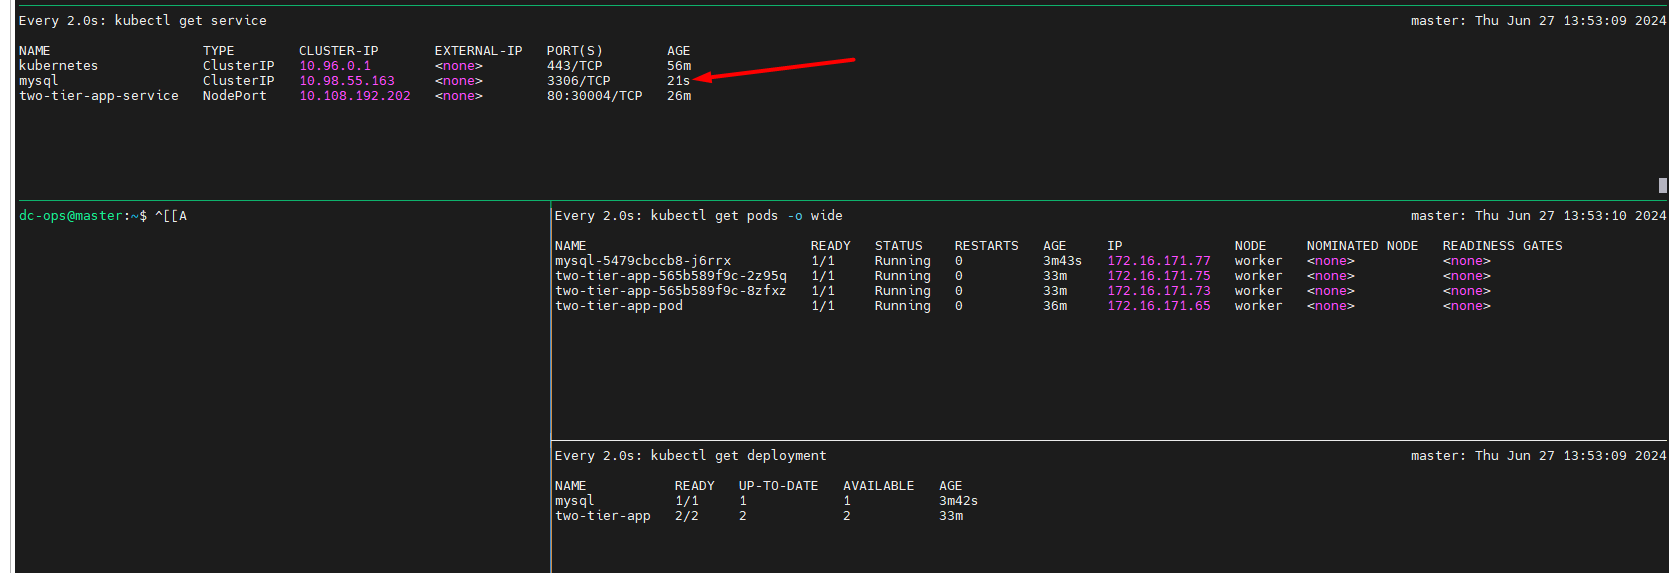 Every 2.0s: kubectl get service master: Thu Jun 27 13:53:09 2024
NAME TYPE CLUSTER-IP EXTERNAL-IP PORT(S) AGE
kubernetes ClusterIP 10.96.0.1 <none> 443/TCP 56m
mysql ClusterIP 10.98.55.163 <none> 3306/TCP 21s
two-tier-app-service NodePort 10.108.192.202 <none> 80:30004/TCP 26m
dc-ops@master:~$ ^[[A
Every 2.0s: kubectl get pods -o wide master: Thu Jun 27 13:53:10 2024
NAME READY STATUS RESTARTS AGE IP NODE NOMINATED NODE READINESS GATES
mysql-5479cbccb8-j6rrx 1/1 Running 0 3m43s 172.16.171.77 worker <none> <none>
two-tier-app-565b589f9c-2z95q 1/1 Running 0 33m 172.16.171.75 worker <none> <none>
two-tier-app-565b589f9c-8zfxz 1/1 Running 0 33m 172.16.171.73 worker <none> <none>
two-tier-app-pod 1/1 Running 0 36m 172.16.171.65 worker <none> <none>
Every 2.0s: kubectl get deployment master: Thu Jun 27 13:53:09 2024
NAME READY UP-TO-DATE AVAILABLE AGE
mysql 1/1 1 1 3m42s
two-tier-app 2/2 2 2 33m